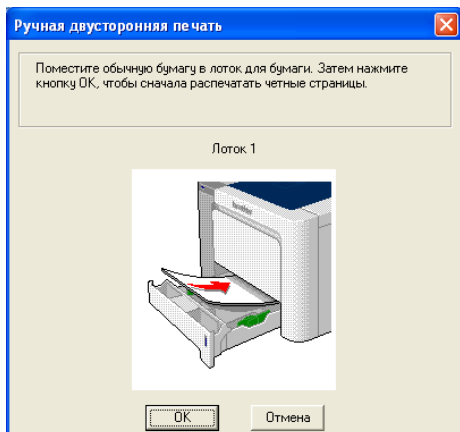 Ручная двусторонняя печать
Поместите обычную бумагу в лоток для бумаги. Затем нажмите
кнопку OK, чтобы сначала распечатать четные страницы.
Лоток 1
brother
OK
Отмена